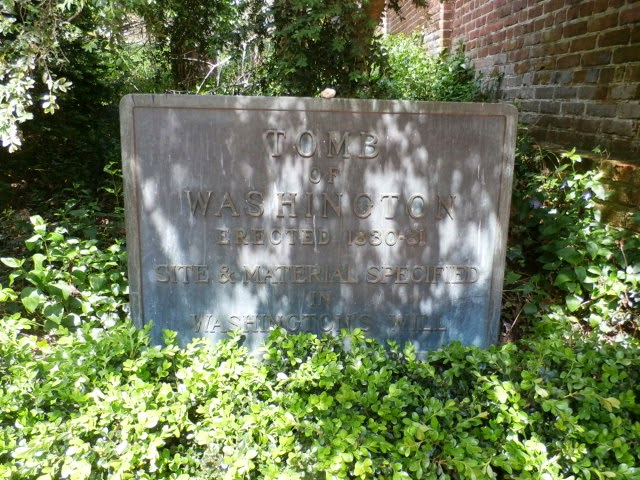 TOMB
OF
WASHINGTON
ERECTED 1830-31
SITE & MATERIAL SPECIFIED
IN
WASHINGTON'S WILL